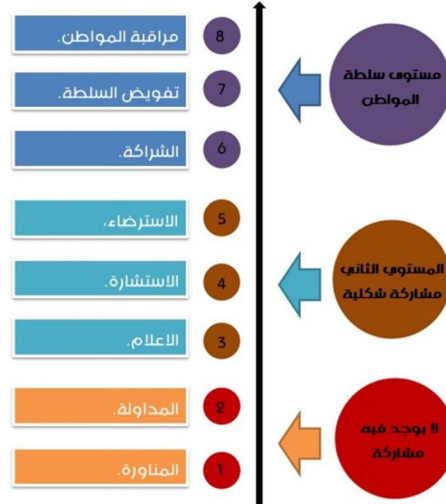 مراقبة المواطن.
8
تفويض السلطة.
7
الشراكة.
6
مستوى سلطة
المواطن
الاسترضاء،
5
الاستشارة.
4
الاعلام.
3
المستوي الثاني
مشاركة شكلية
المداولة.
2
المناورة.
1
لا يوجد فيه
مشاركة